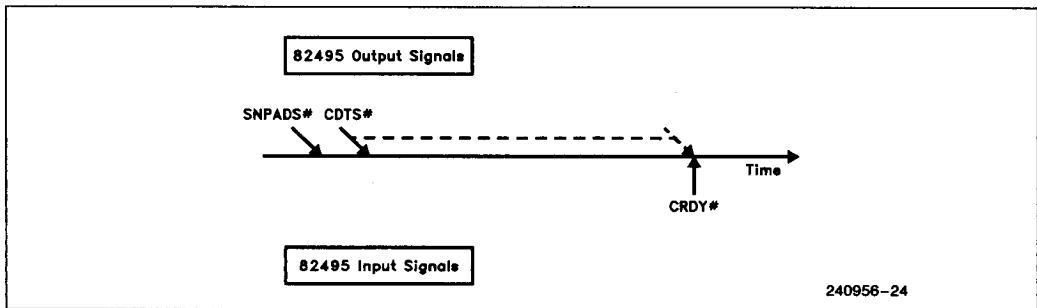 82495 Output Signals
SNPADS# CDTS#
Time
CRDY#
82495 Input Signals
240956-24